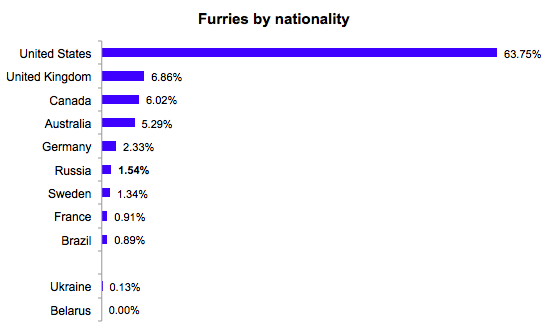 Furries by nationality
United States 63.75%
United Kingdom 6.86%
Canada 6.02%
Australia 5.29%
Germany 2.33%
Russia 1.54%
Sweden 1.34%
France 0.91%
Brazil 0.89%
Ukraine 0.13%
Belarus 0.00%